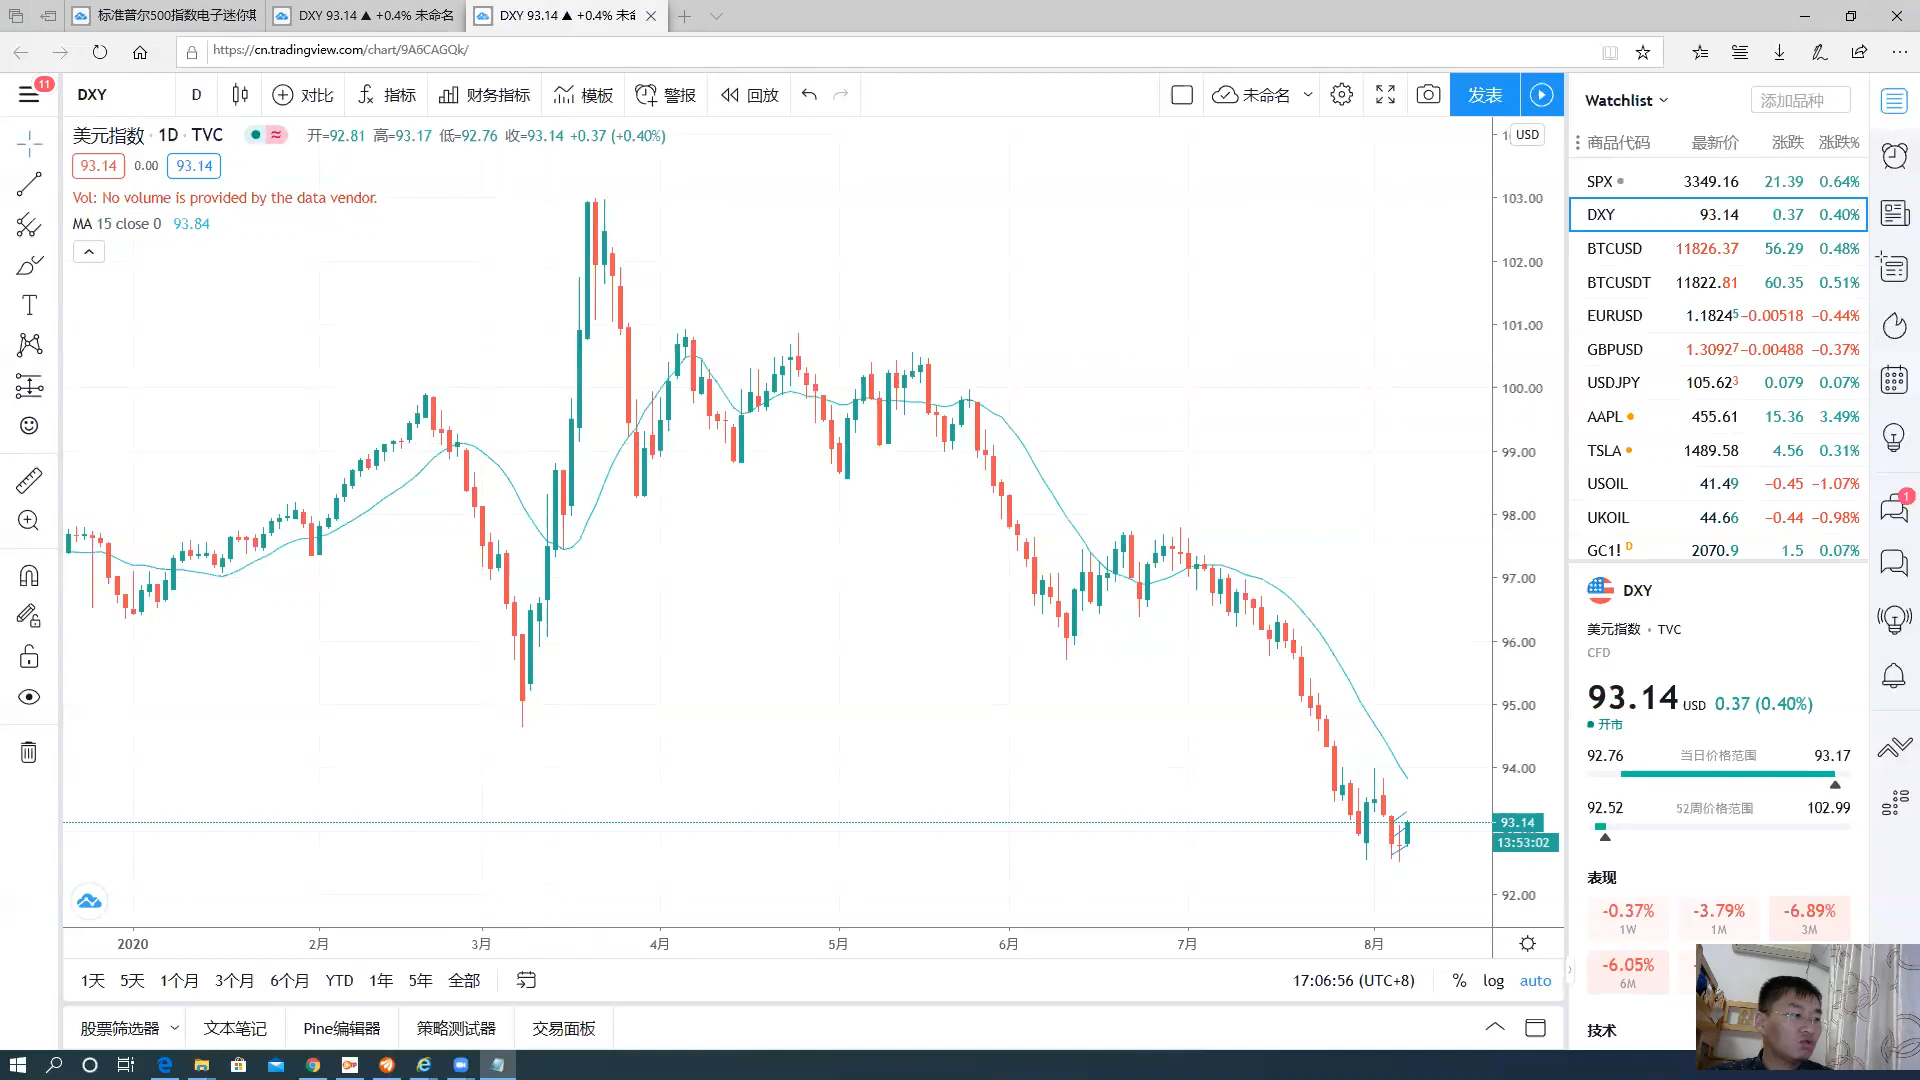 标准普尔500指数电子迷你期
DXY 93.14 ▲ +0.4% 未命名
DXY 93.14 ▲ +0.4% 未命
https://cn.tradingview.com/chart/9A6CAGQk/
11
DXY
D
对比
指标
财务指标
模板
警报
回放
未命名
发表
美元指数 · 1D · TVC
开=92.81 高=93.17 低=92.76 收=93.14 +0.37 (+0.40%)
93.14 0.00 93.14
Vol: No volume is provided by the data vendor.
MA 15 close 0 93.84
USD
103.00
102.00
101.00
100.00
99.00
98.00
97.00
96.00
95.00
94.00
93.14
13:53:02
92.00
2020 2月 3月 4月 5月 6月 7月 8月
1天 5天 1个月 3个月 6个月 YTD 1年 5年 全部
17:06:56 (UTC+8) % log auto
股票筛选器 文本笔记 Pine编辑器 策略测试器 交易面板
Watchlist 添加品种
商品代码 最新价 涨跌 涨跌%
SPX 3349.16 21.39 0.64%
DXY 93.14 0.37 0.40%
BTCUSD 11826.37 56.29 0.48%
BTCUSDT 11822.81 60.35 0.51%
EURUSD 1.18245 −0.00518 −0.44%
GBPUSD 1.30927 −0.00488 −0.37%
USDJPY 105.623 0.079 0.07%
AAPL 455.61 15.36 3.49%
TSLA 1489.58 4.56 0.31%
USOIL 41.49 −0.45 −1.07%
UKOIL 44.66 −0.44 −0.98%
GC1! D 2070.9 1.5 0.07%
DXY
美元指数 · TVC
CFD
93.14 USD 0.37 (0.40%)
开市
92.76 当日价格范围 93.17
92.52 52周价格范围 102.99
表现
-0.37% -3.79% -6.89%
1W 1M 3M
-6.05%
6M
技术
1